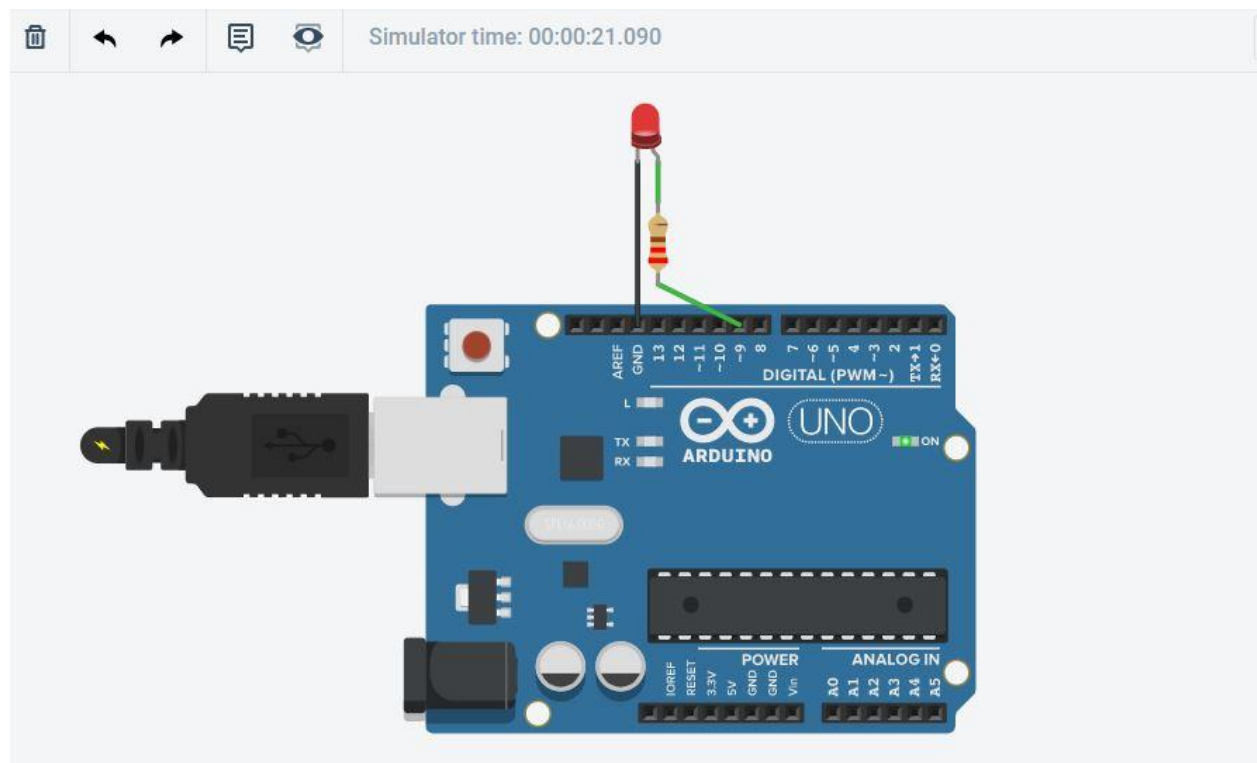 Simulator time: 00:00:21.090
AREF
GND
13
12
~11
~10
~9
8
7
~6
~5
4
~3
2
TX→1
RX←0
DIGITAL (PWM~)
L
TX
RX
ARDUINO
UNO
ON
POWER
ANALOG IN
IOREF
RESET
3.3V
5V
GND
GND
Vin
A0
A1
A2
A3
A4
A5